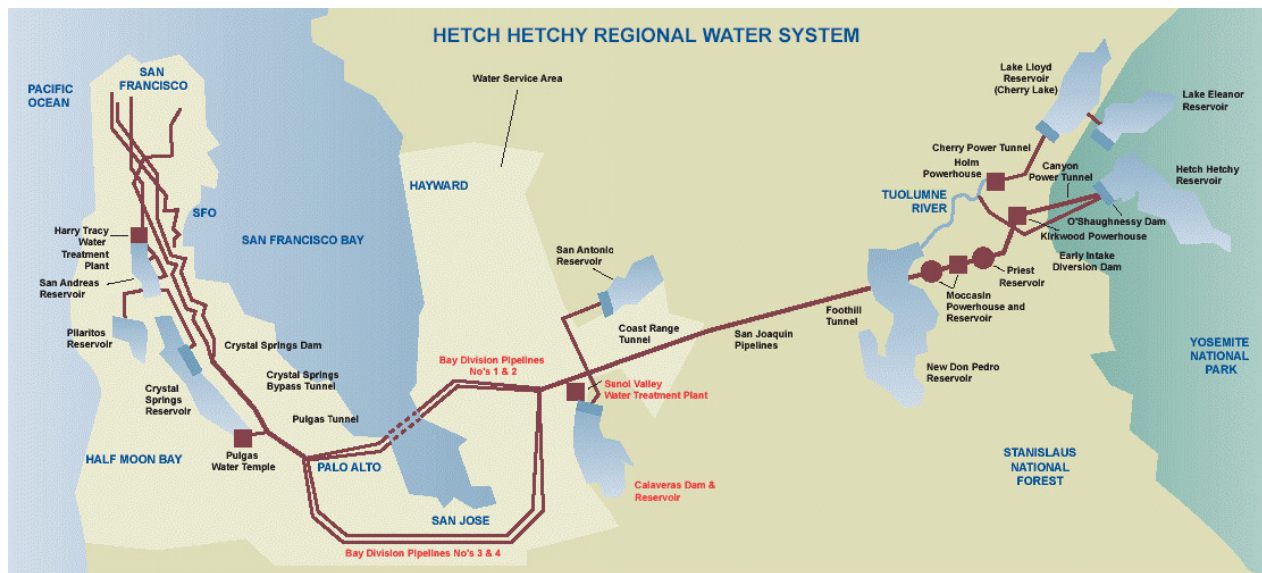 HETCH HETCHY REGIONAL WATER SYSTEM
PACIFIC
OCEAN
SAN
FRANCISCO
Water Service Area
Lake Lloyd
Reservoir
(Cherry Lake)
Lake Eleanor
Reservoir
Cherry Power Tunnel
Holm
Powerhouse
Canyon
Power Tunnel
Hetch Hetchy
Reservoir
HAYWARD
TUOLUMNE
RIVER
SFO
SAN FRANCISCO BAY
O'Shaughnessy Dam
Kirkwood Powerhouse
Early Intake
Diversion Dam
Harry Tracy
Water
Treatment
Plant
San Antonic
Reservoir
Priest
Reservoir
San Andreas
Reservoir
Moccasin
Powerhouse and
Reservoir
Pilaritos
Reservoir
Coast Range
Tunnel
San Joaquin
Pipelines
Foothill
Tunnel
Crystal Springs Dam
Crystal Springs
Bypass Tunnel
Bay Division Pipelines
No's 1 & 2
YOSEMITE
NATIONAL
PARK
New Don Pedro
Reservoir
Crystal
Springs
Reservoir
Sunol Valley
Water Treatment Plant
Pulgas Tunnel
HALF MOON BAY
Pulgas
Water Temple
PALO ALTO
STANISLAUS
NATIONAL
FOREST
Calaveras Dam &
Reservoir
SAN JOSE
Bay Division Pipelines No's 3 & 4